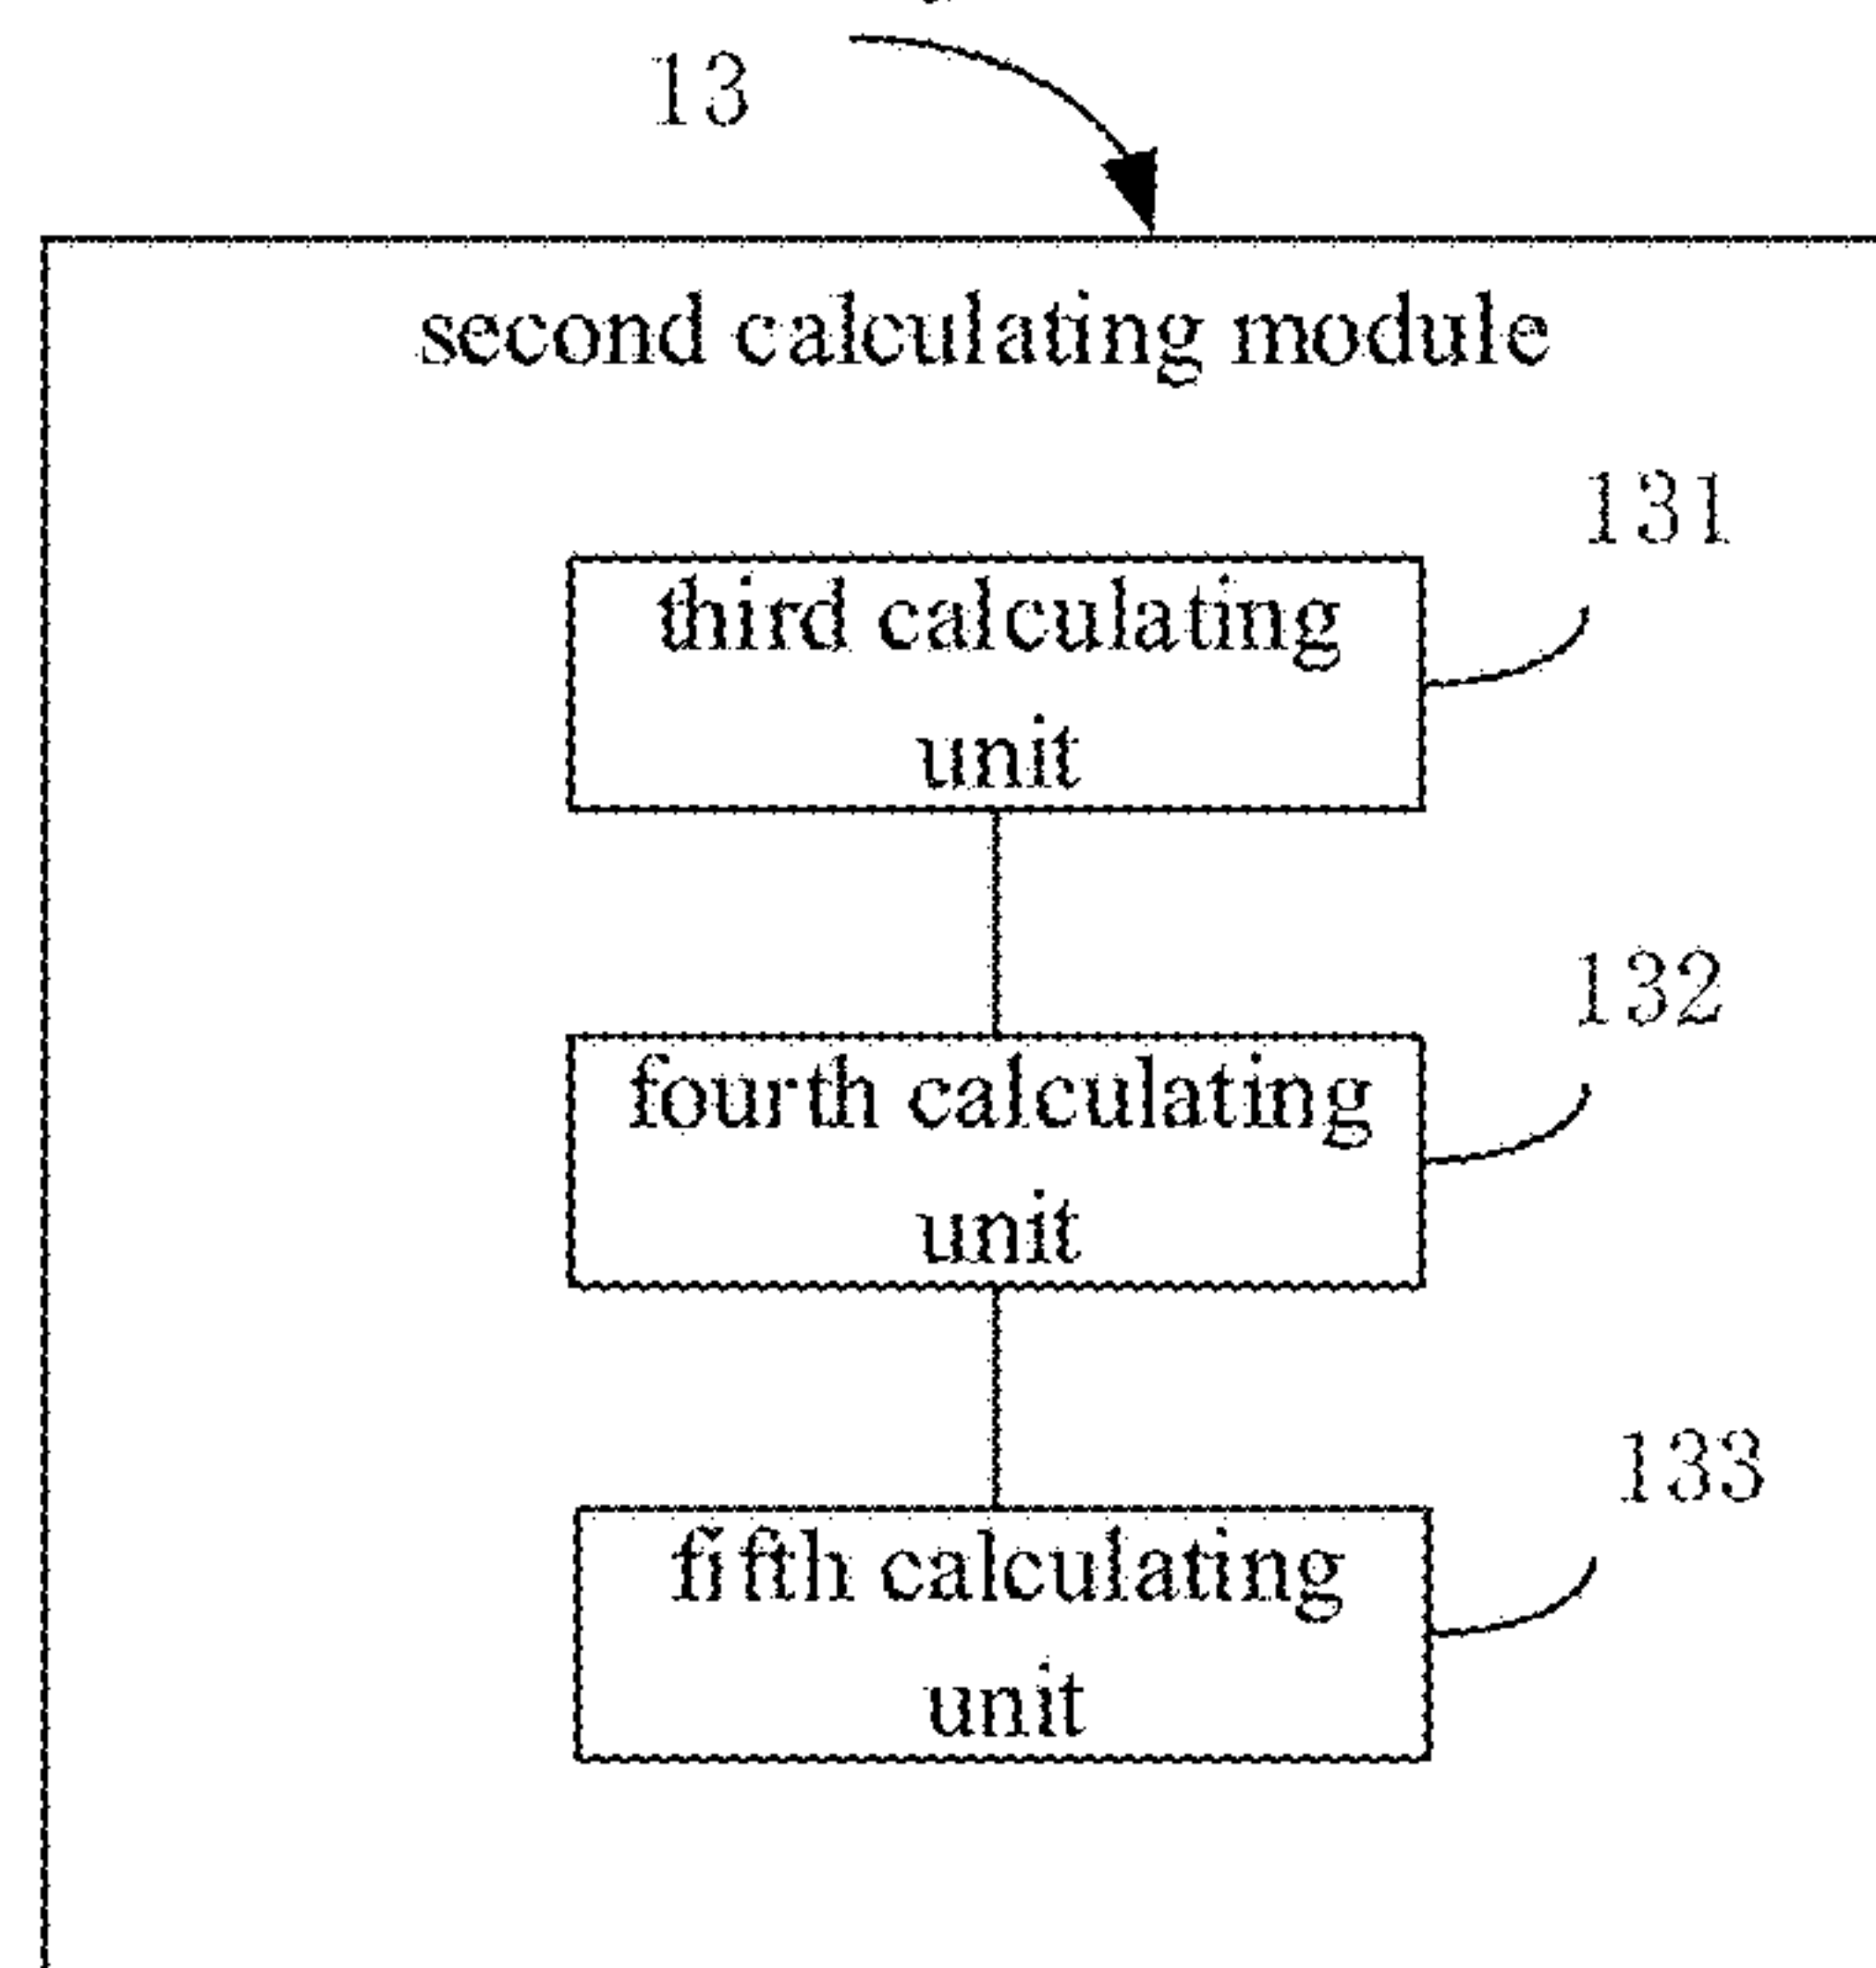 13
second calculating module
131
third calculating
unit
132
fourth calculating
unit
133
fifth calculating
unit